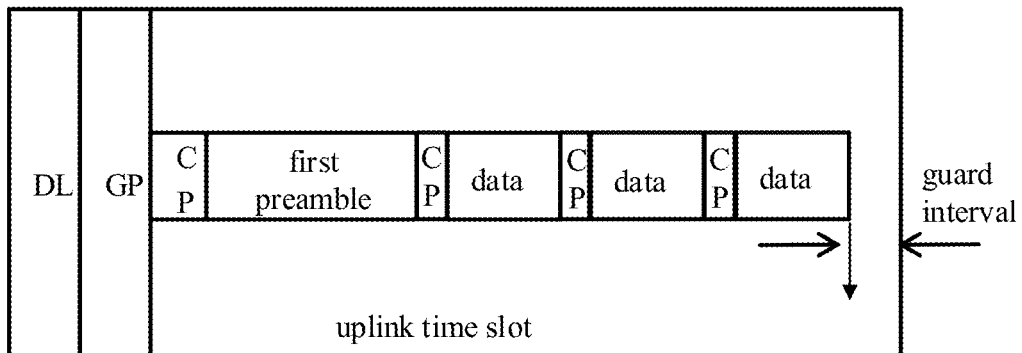 DL
GP
C
P
first
preamble
C
P
data
C
P
data
C
P
data
guard
interval
uplink time slot